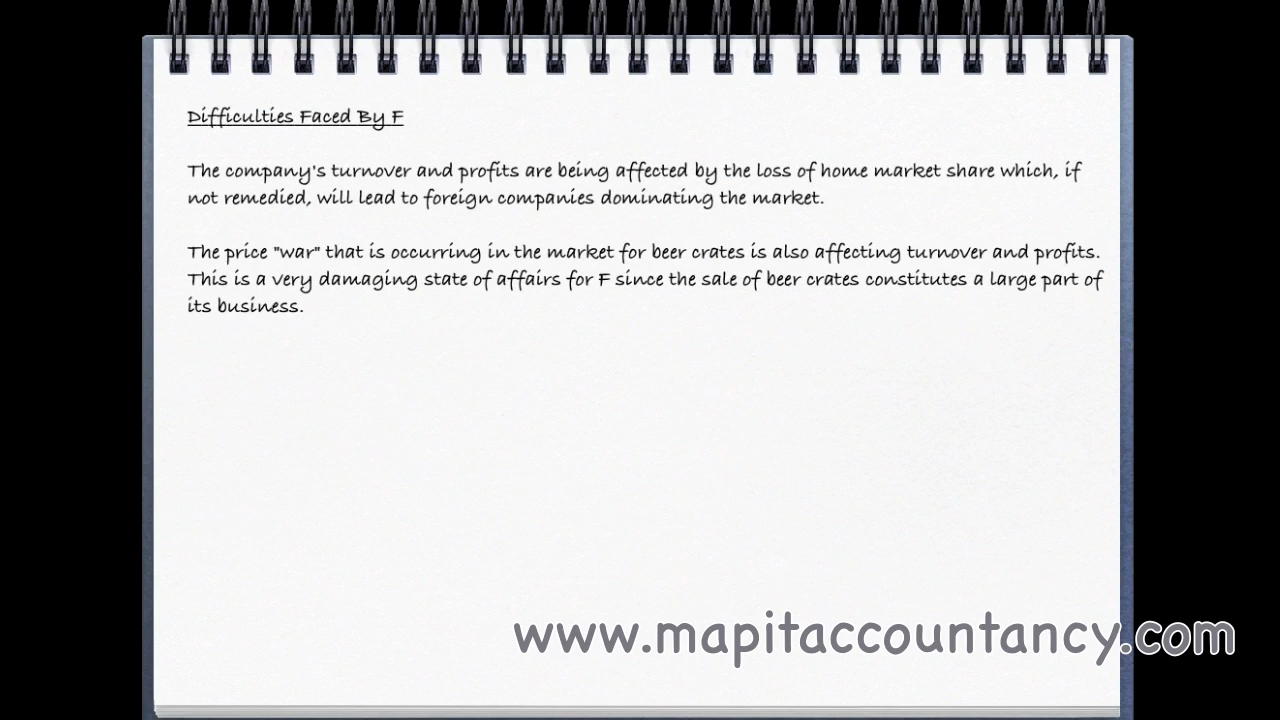 Difficulties Faced By F
The company's turnover and profits are being affected by the loss of home market share which, if
not remedied, will lead to foreign companies dominating the market.
The price "war" that is occurring in the market for beer crates is also affecting turnover and profits.
This is a very damaging state of affairs for F since the sale of beer crates constitutes a large part of
its business.
www.mapitaccountancy.com